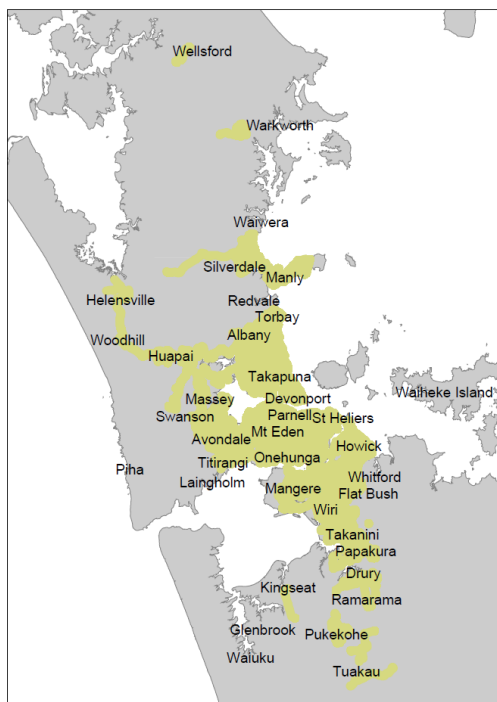 Wellsford
Warkworth
Waiwera
Silverdale
Manly
Helensville
Redvale
Torbay
Woodhill
Albany
Huapai
Takapuna
Waiheke Island
Massey
Devonport
Swanson
Parnell
St Heliers
Mt Eden
Avondale
Howick
Onehunga
Titirangi
Piha
Laingholm
Whitford
Mangere
Flat Bush
Wiri
Takanini
Papakura
Drury
Kingseat
Ramarama
Glenbrook
Pukekohe
Waiuku
Tuakau